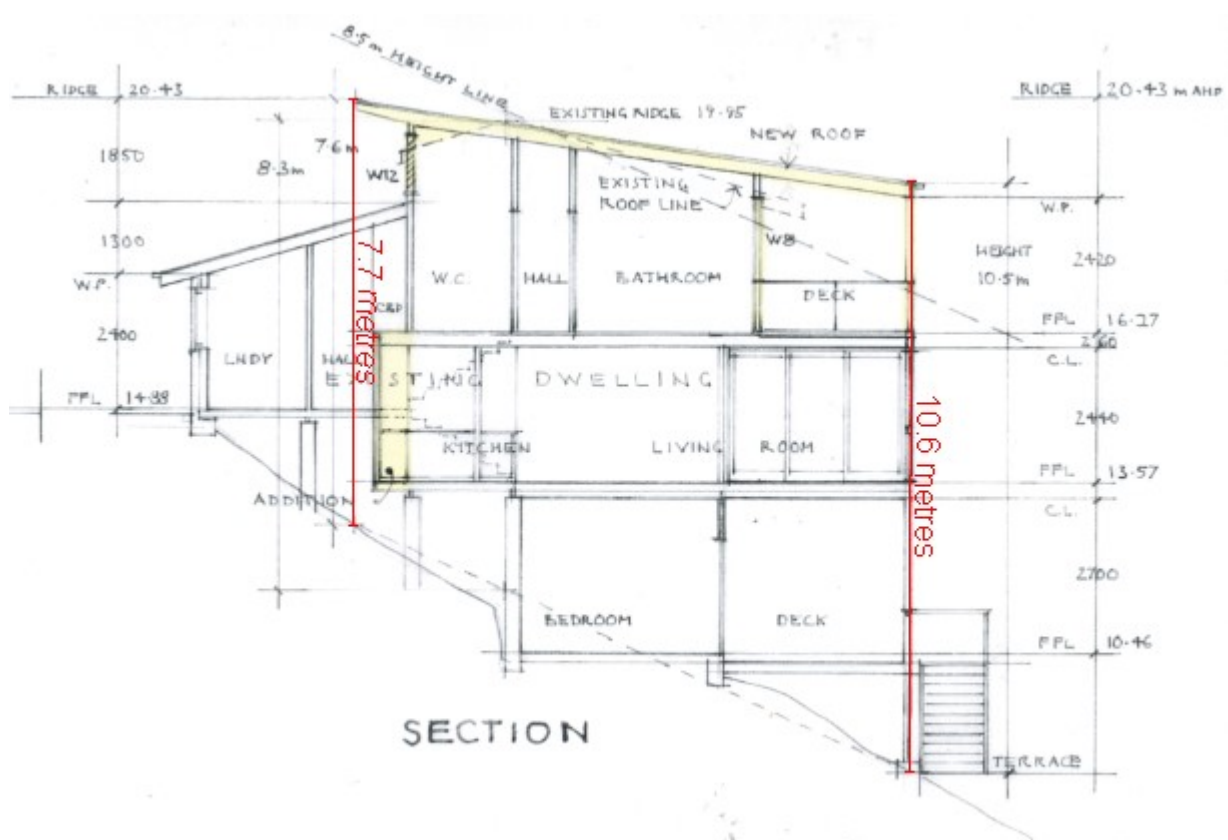 8.5m HEIGHT LINE
RIDGE 20.43
EXISTING RIDGE 19.95
RIDGE 20.43 m AHD
NEW ROOF
1850
8.3m
7.6m
W12
EXISTING
ROOF LINE
W.P.
1300
W8
HEIGHT
10.5m
2420
W.P.
W.C.
HALL
BATHROOM
DECK
CBD
FFL 16.27
2400
7.7 metres
C.L.
LNDY
HALL
EXISTING DWELLING
FFL 14.88
2440
10.6 metres
KITCHEN
LIVING ROOM
FFL 13.57
ADDITION
C.L.
2700
BEDROOM
DECK
FFL 10.46
SECTION
TERRACE